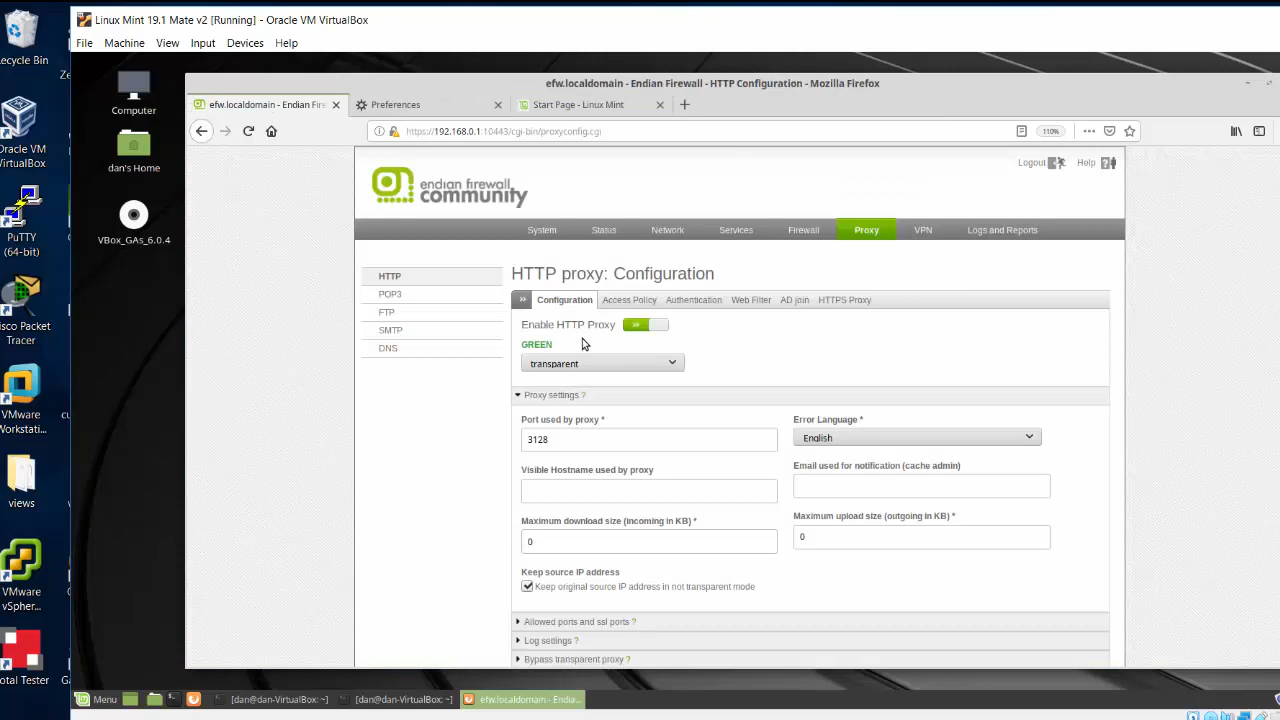 Linux Mint 19.1 Mate v2 [Running] - Oracle VM VirtualBox
File Machine View Input Devices Help
ecycle Bin
Oracle VM
VirtualBox
PuTTY
(64-bit)
isco Packet
Tracer
VMware
Workstati...
views
VMware
vSpher...
otal Tester
Computer
dan's Home
VBox_GAs_6.0.4
efw.localdomain - Endian Firewall - HTTP Configuration - Mozilla Firefox
efw.localdomain - Endian Fire
Preferences
Start Page - Linux Mint
https://192.168.0.1:10443/cgi-bin/proxyconfig.cgi
110%
Logout
Help
endian firewall
community
System Status Network Services Firewall Proxy VPN Logs and Reports
HTTP
POP3
FTP
SMTP
DNS
HTTP proxy: Configuration
Configuration Access Policy Authentication Web Filter AD join HTTPS Proxy
Enable HTTP Proxy
GREEN
transparent
Proxy settings ?
Port used by proxy *
3128
Error Language *
English
Visible Hostname used by proxy
Email used for notification (cache admin)
Maximum download size (incoming in KB) *
0
Maximum upload size (outgoing in KB) *
0
Keep source IP address
Keep original source IP address in not transparent mode
Allowed ports and ssl ports ?
Log settings ?
Bypass transparent proxy ?
Menu
[dan@dan-VirtualBox: ~]
[dan@dan-VirtualBox: ~]
efw.localdomain - Endia...